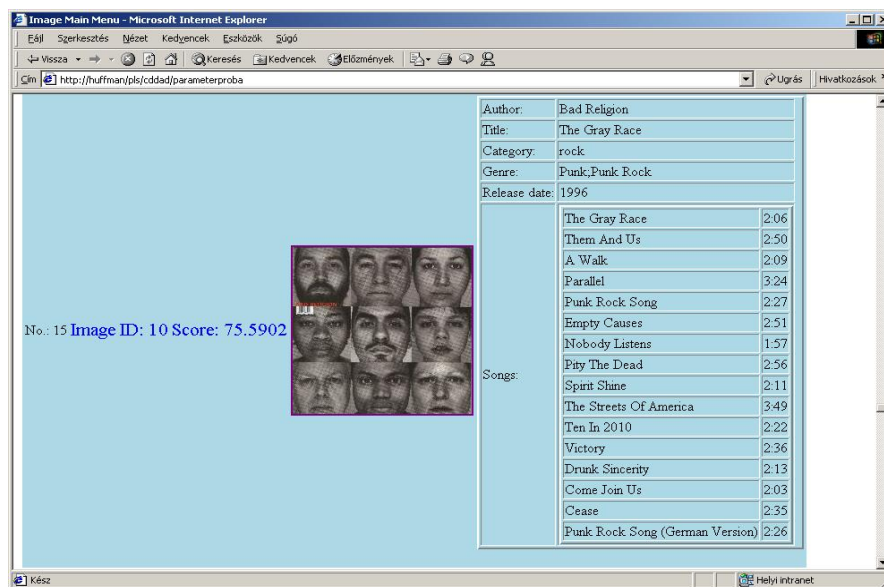 Image Main Menu - Microsoft Internet Explorer
Fájl Szerkesztés Nézet Kedvencek Eszközök Súgó
Vissza Keresés Kedvencek Előzmények
Cím http://huffman/pls/cddad/parameterproba Ugrás Hivatkozások
No.: 15 Image ID: 10 Score: 75.5902
Author: Bad Religion
Title: The Gray Race
Category: rock
Genre: Punk;Punk Rock
Release date: 1996
Songs:
The Gray Race 2:06
Them And Us 2:50
A Walk 2:09
Parallel 3:24
Punk Rock Song 2:27
Empty Causes 2:51
Nobody Listens 1:57
Pity The Dead 2:56
Spirit Shine 2:11
The Streets Of America 3:49
Ten In 2010 2:22
Victory 2:36
Drunk Sincerity 2:13
Come Join Us 2:03
Cease 2:35
Punk Rock Song (German Version) 2:26
Kész Helyi intranet